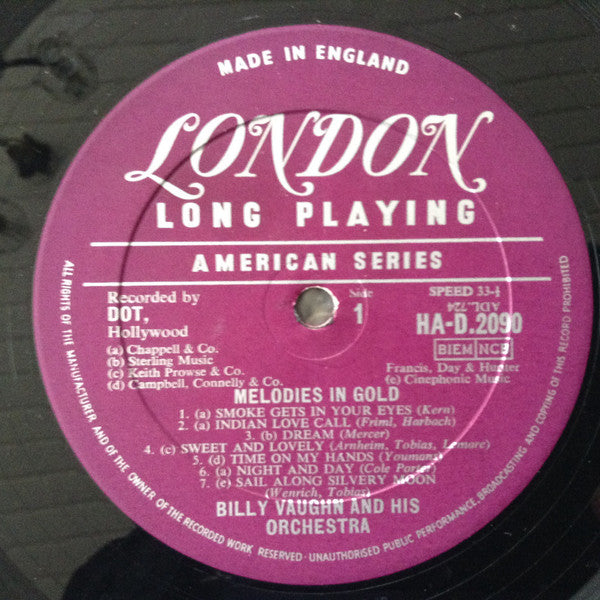 MADE IN ENGLAND
LONDON
LONG PLAYING
AMERICAN SERIES
Recorded by
DOT,
Hollywood
Side
1
SPEED 33-⅓
ADL.724
HA-D.2090
BIEM NCB
(a) Chappell & Co.
(b) Sterling Music
(c) Keith Prowse & Co.
(d) Campbell, Connelly & Co.
Francis, Day & Hunter
(e) Cinephonic Music
MELODIES IN GOLD
1. (a) SMOKE GETS IN YOUR EYES (Kern)
2. (a) INDIAN LOVE CALL (Friml, Harbach)
3. (b) DREAM (Mercer)
4. (c) SWEET AND LOVELY (Arnheim, Tobias, Lemare)
5. (d) TIME ON MY HANDS (Youmans)
6. (a) NIGHT AND DAY (Cole Porter)
7. (e) SAIL ALONG SILVERY MOON
(Wenrich, Tobias)
BILLY VAUGHN AND HIS
ORCHESTRA
ALL RIGHTS OF THE MANUFACTURER AND OF THE OWNER OF THE RECORDED WORK RESERVED · UNAUTHORISED PUBLIC PERFORMANCE, BROADCASTING AND COPYING OF THIS RECORD PROHIBITED